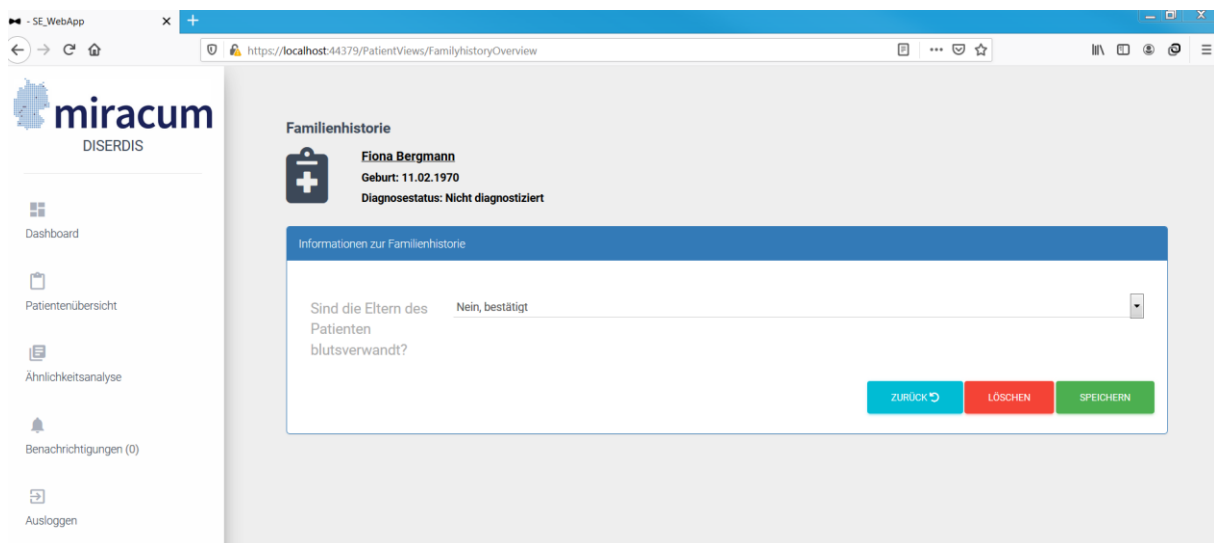 - SE_WebApp
https://localhost:44379/PatientViews/FamilyhistoryOverview
miracum
DISERDIS
Dashboard
Patientenübersicht
Ähnlichkeitsanalyse
Benachrichtigungen (0)
Ausloggen
Familienhistorie
Fiona Bergmann
Geburt: 11.02.1970
Diagnosestatus: Nicht diagnostiziert
Informationen zur Familienhistorie
Sind die Eltern des
Patienten
blutsverwandt?
Nein, bestätigt
ZURÜCK
LÖSCHEN
SPEICHERN